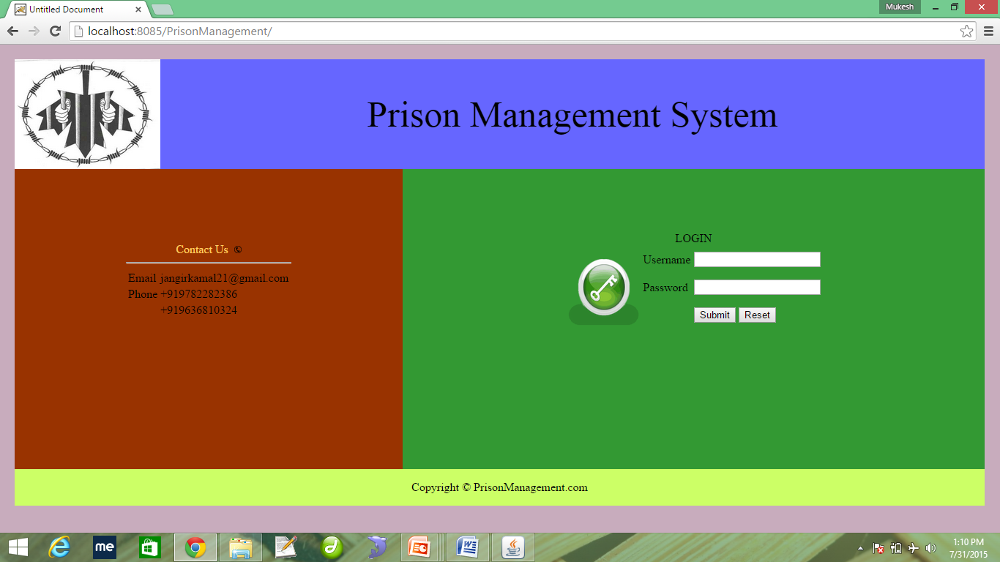 Untitled Document
Mukesh
localhost:8085/PrisonManagement/
Prison Management System
Contact Us
Email jangirkamal21@gmail.com
Phone +919782282386
+919636810324
LOGIN
Username
Password
Submit Reset
Copyright © PrisonManagement.com
me
1:10 PM
7/31/2015